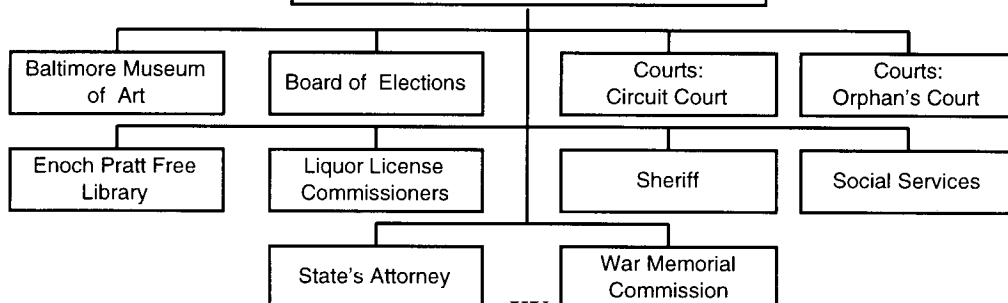 Baltimore Museum
of Art
Board of Elections
Courts:
Circuit Court
Courts:
Orphan's Court
Enoch Pratt Free
Library
Liquor License
Commissioners
Sheriff
Social Services
State's Attorney
War Memorial
Commission